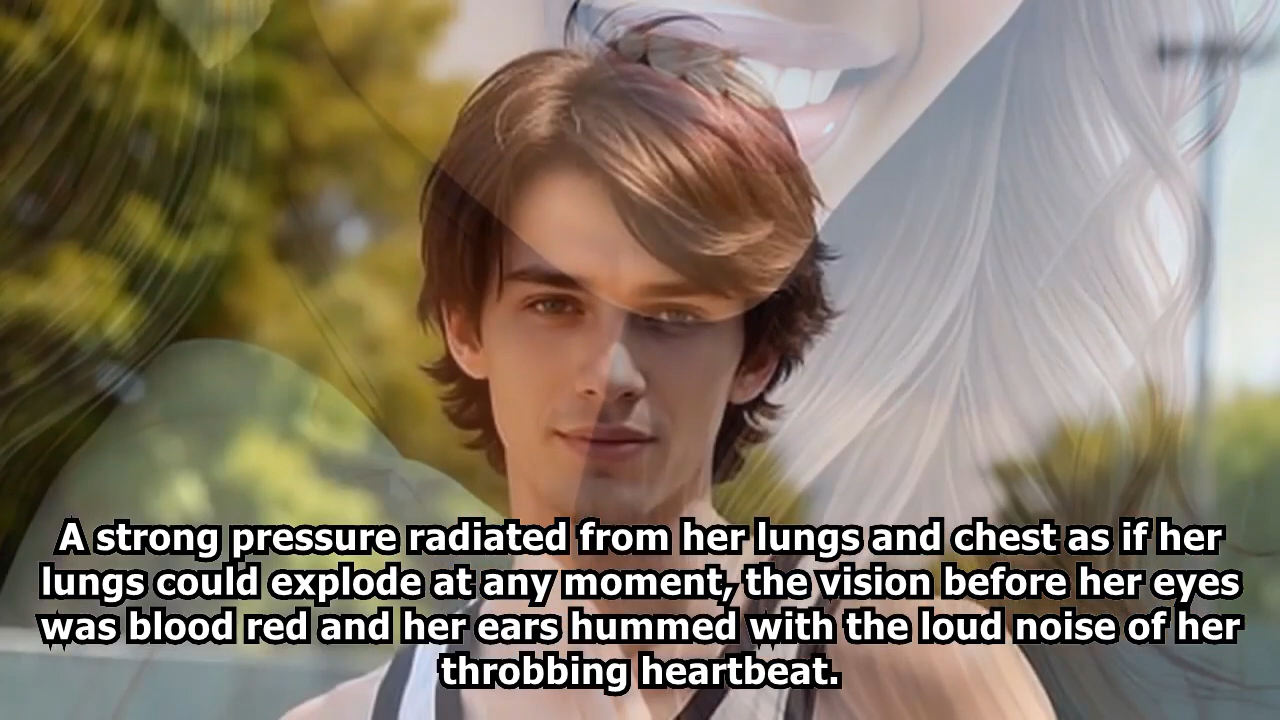 A strong pressure radiated from her lungs and chest as if her
lungs could explode at any moment, the vision before her eyes
was blood red and her ears hummed with the loud noise of her
throbbing heartbeat.